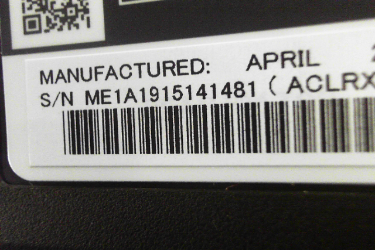 MANUFACTURED: APRIL
S/N ME1A1915141481 ( ACLRX